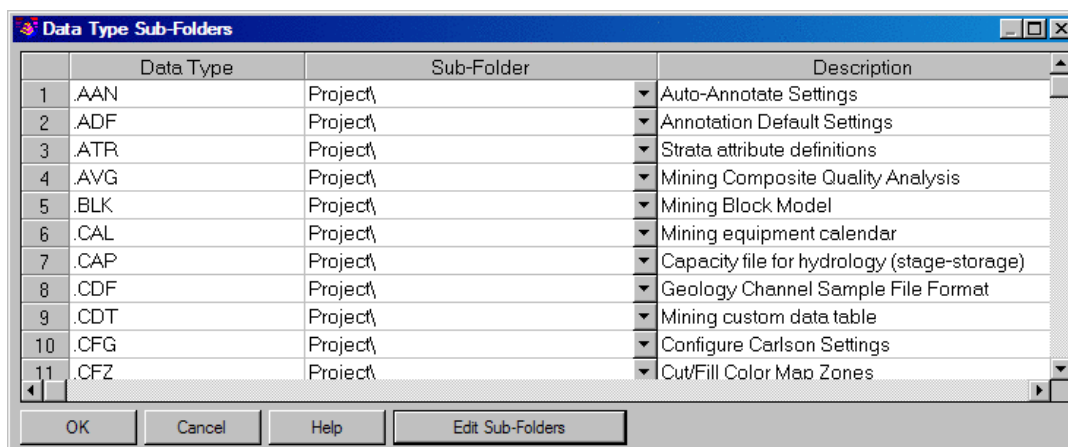 Data Type Sub-Folders
Data Type Sub-Folder Description
1 .AAN Project\ Auto-Annotate Settings
2 .ADF Project\ Annotation Default Settings
3 .ATR Project\ Strata attribute definitions
4 .AVG Project\ Mining Composite Quality Analysis
5 .BLK Project\ Mining Block Model
6 .CAL Project\ Mining equipment calendar
7 .CAP Project\ Capacity file for hydrology (stage-storage)
8 .CDF Project\ Geology Channel Sample File Format
9 .CDT Project\ Mining custom data table
10 .CFG Project\ Configure Carlson Settings
11 .CFZ Project\ Cut/Fill Color Map Zones
OK Cancel Help Edit Sub-Folders